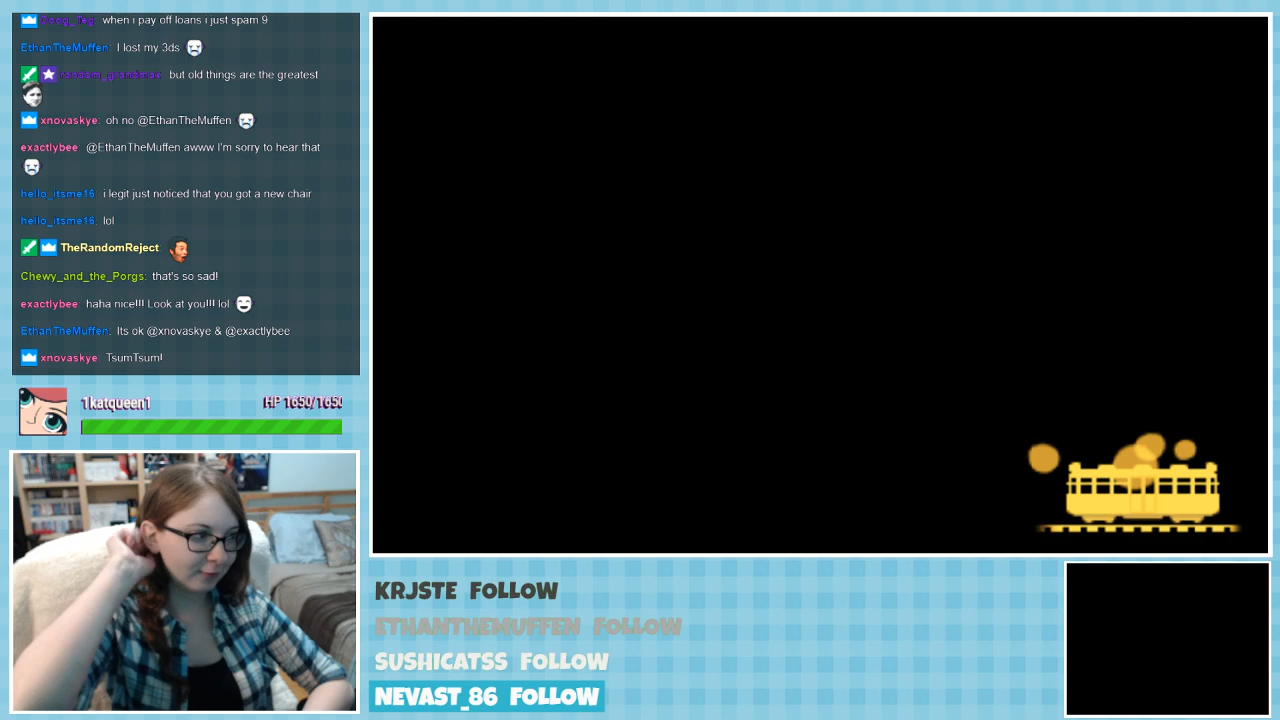 when i pay off loans i just spam 9
EthanTheMuffen: I lost my 3ds
but old things are the greatest
xnovaskye: oh no @EthanTheMuffen
exactlybee: @EthanTheMuffen awww I'm sorry to hear that
hello_itsme16: i legit just noticed that you got a new chair
hello_itsme16: lol
TheRandomReject:
Chewy_and_the_Porgs: that's so sad!
exactlybee: haha nice!!! Look at you!!! lol
EthanTheMuffen: Its ok @xnovaskye & @exactlybee
xnovaskye: TsumTsum!
1katqueen1 HP 1650/1650
KRJSTE FOLLOW
ETHANTHEMUFFEN FOLLOW
SUSHICATSS FOLLOW
NEVAST_86 FOLLOW